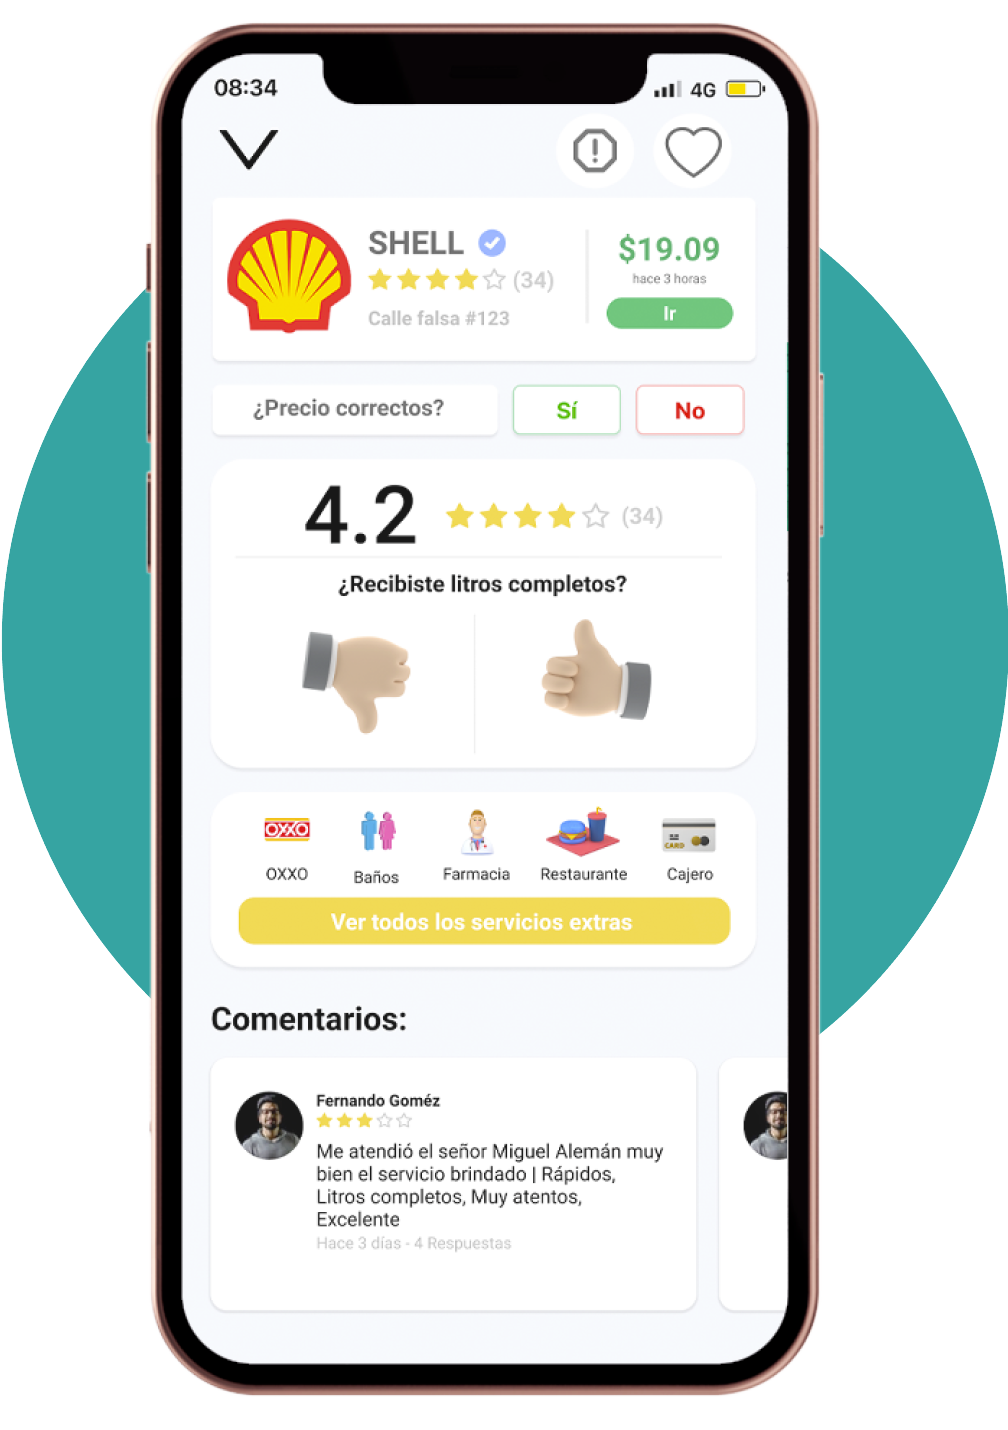 08:34
4G
SHELL
(34)
Calle falsa #123
$19.09
hace 3 horas
Ir
¿Precio correctos?
Sí
No
4.2
(34)
¿Recibiste litros completos?
OXXO
CARD
OXXO
Baños
Farmacia
Restaurante
Cajero
Ver todos los servicios extras
Comentarios:
Fernando Goméz
Me atendió el señor Miguel Alemán muy
bien el servicio brindado | Rápidos,
Litros completos, Muy atentos,
Excelente
Hace 3 días - 4 Respuestas